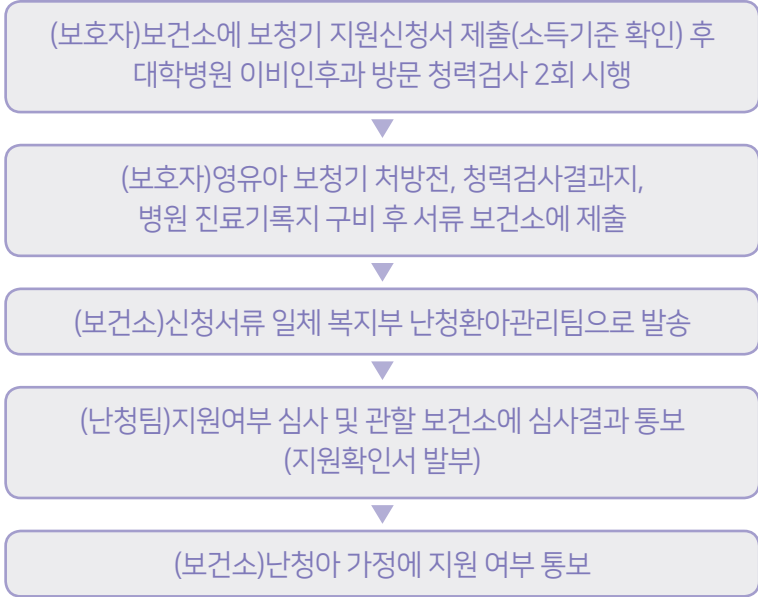 (보호자)보건소에 보청기 지원신청서 제출(소득기준 확인) 후
대학병원 이비인후과 방문 청력검사 2회 시행
(보호자)영유아 보청기 처방전, 청력검사결과지,
병원 진료기록지 구비 후 서류 보건소에 제출
(보건소)신청서류 일체 복지부 난청환아관리팀으로 발송
(난청팀)지원여부 심사 및 관할 보건소에 심사결과 통보
(지원확인서 발부)
(보건소)난청아 가정에 지원 여부 통보